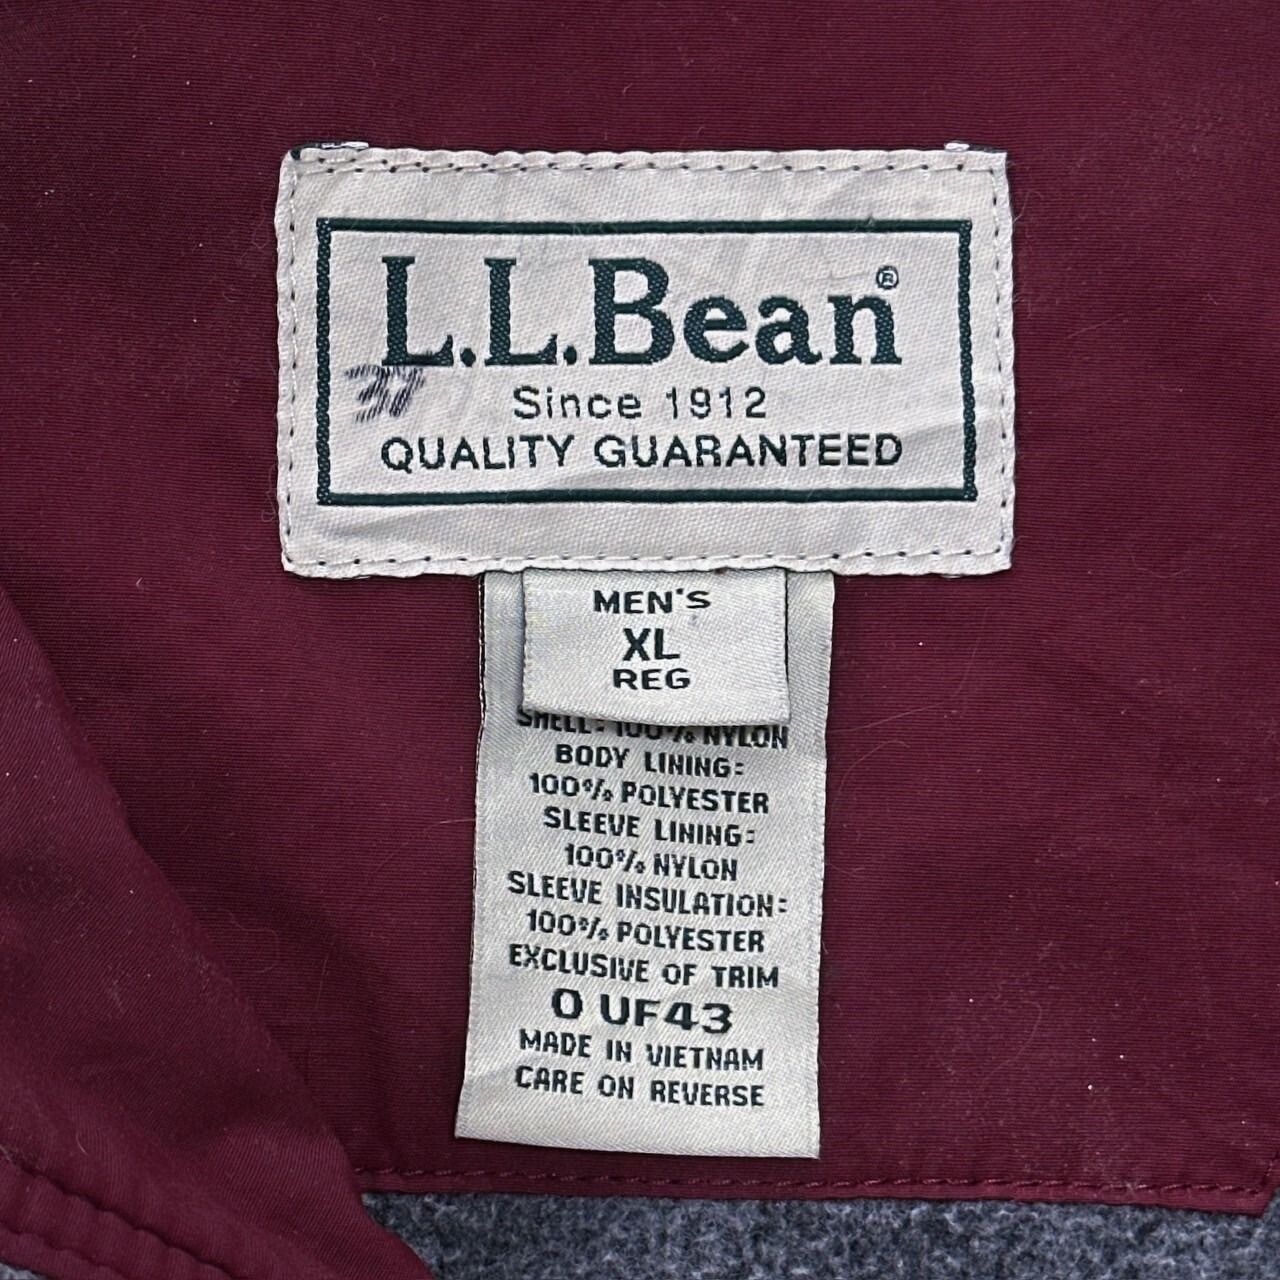 L.L.Bean®
37
Since 1912
QUALITY GUARANTEED
MEN'S
XL
REG
SHELL: 100% NYLON
BODY LINING:
100% POLYESTER
SLEEVE LINING:
100% NYLON
SLEEVE INSULATION:
100% POLYESTER
EXCLUSIVE OF TRIM
0 UF43
MADE IN VIETNAM
CARE ON REVERSE